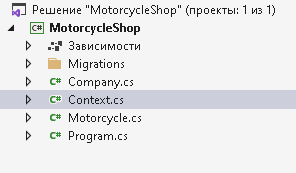 Решение "MotorcycleShop" (проекты: 1 из 1)
MotorcycleShop
Зависимости
Migrations
C# Company.cs
C# Context.cs
C# Motorcycle.cs
C# Program.cs